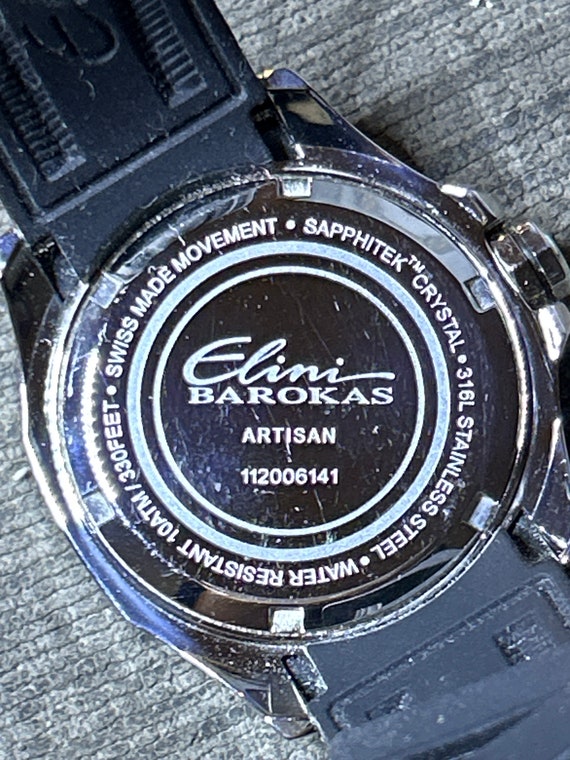 Elini
BAROKAS
ARTISAN
112006141
SWISS MADE MOVEMENT • SAPPHITEK™ CRYSTAL • 316L STAINLESS STEEL • WATER RESISTANT 10ATM / 330FEET •